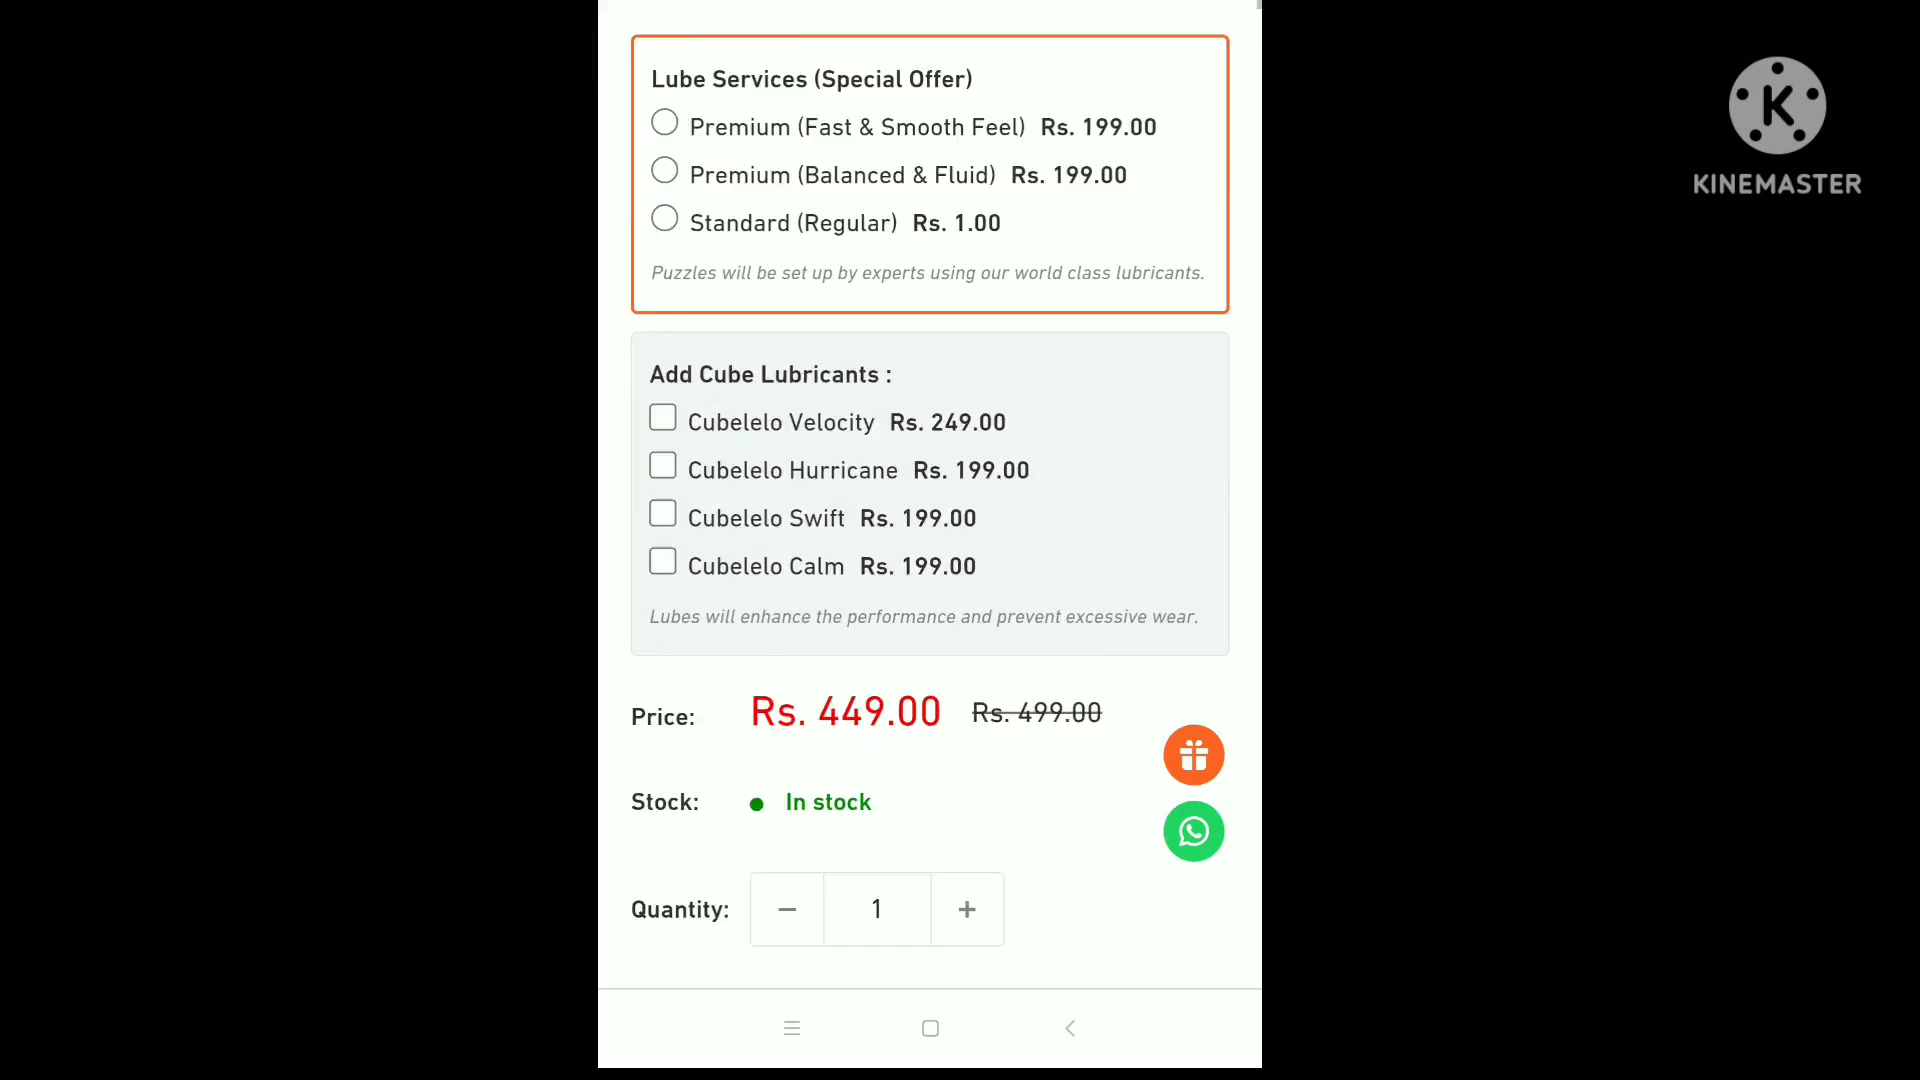 Lube Services (Special Offer)
Premium (Fast & Smooth Feel) Rs. 199.00
Premium (Balanced & Fluid) Rs. 199.00
Standard (Regular) Rs. 1.00
Puzzles will be set up by experts using our world class lubricants.
Add Cube Lubricants :
Cubelelo Velocity Rs. 249.00
Cubelelo Hurricane Rs. 199.00
Cubelelo Swift Rs. 199.00
Cubelelo Calm Rs. 199.00
Lubes will enhance the performance and prevent excessive wear.
Price: Rs. 449.00 Rs. 499.00
Stock: In stock
Quantity: − 1 +
K
KINEMASTER